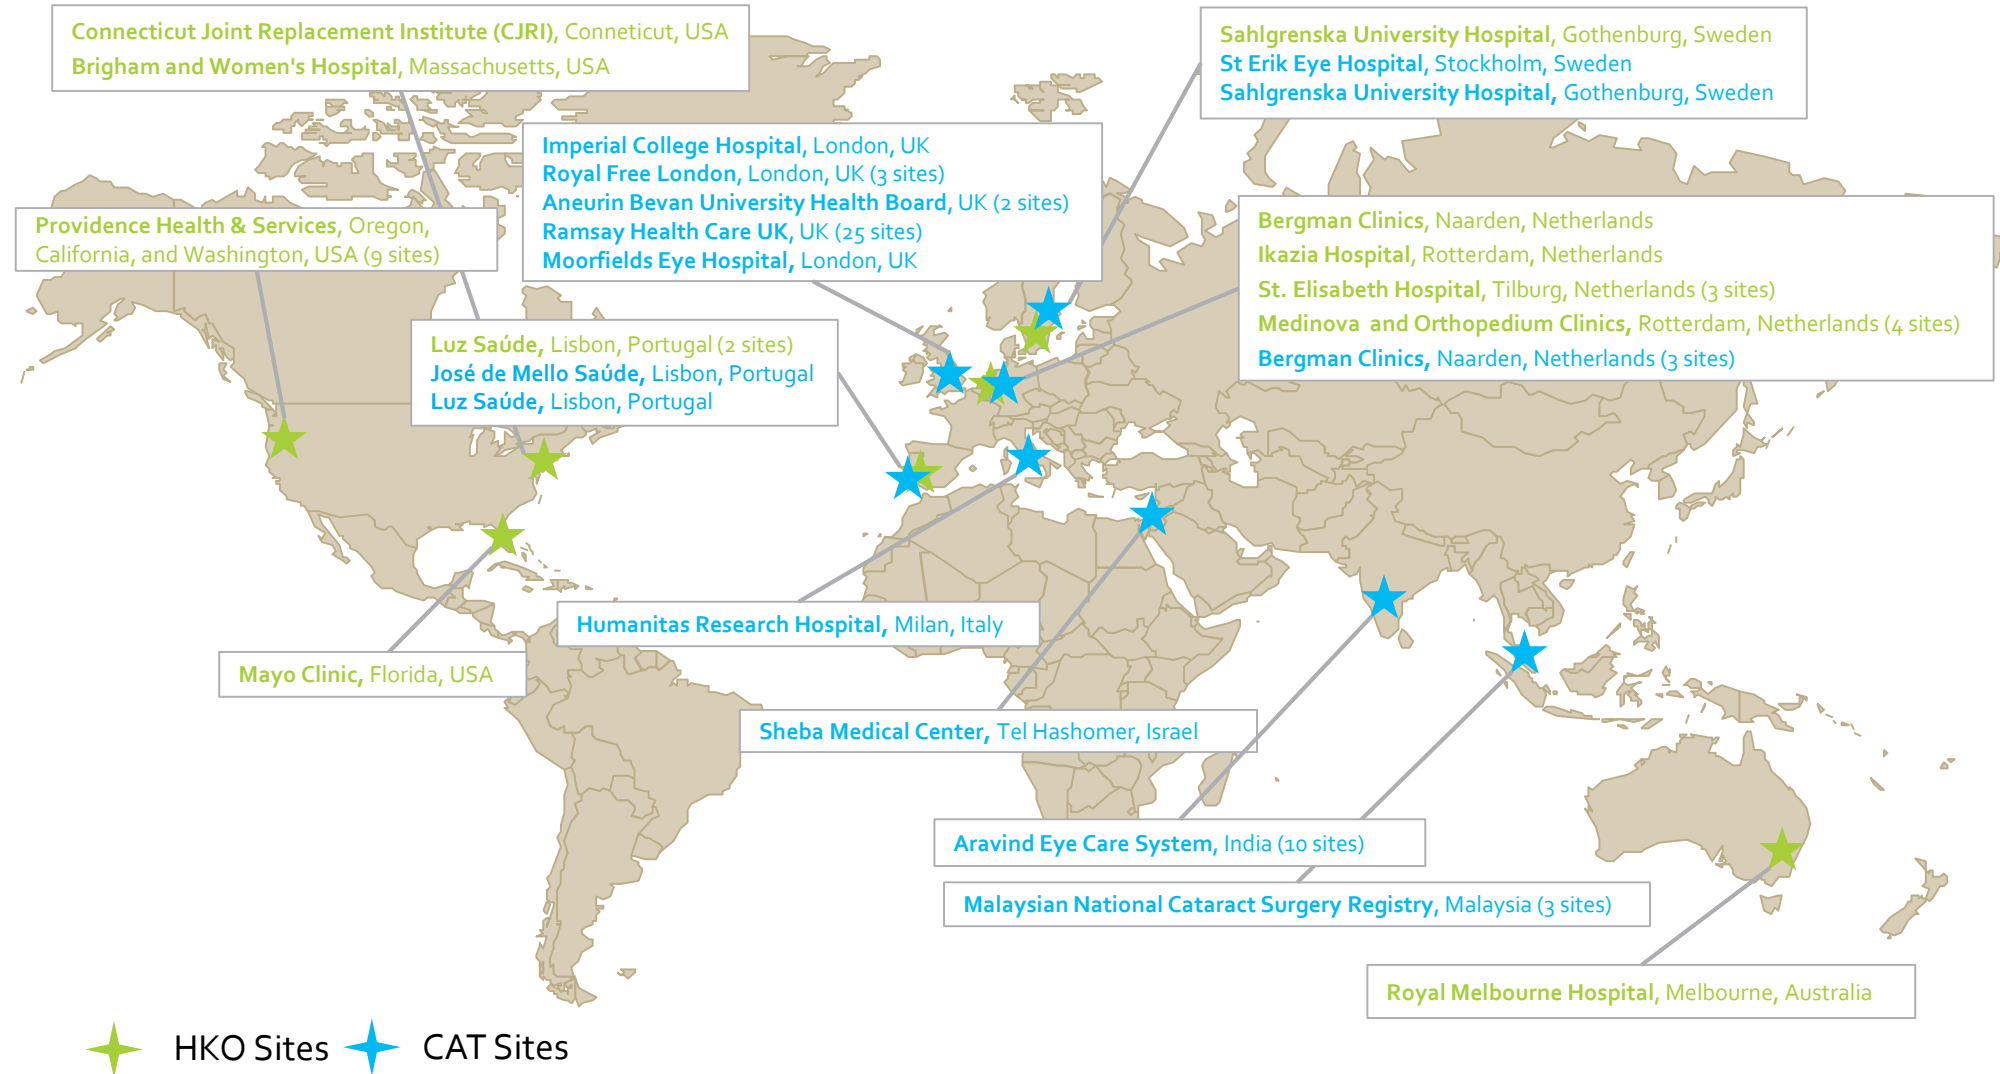 Connecticut Joint Replacement Institute (CJRI), Conneticut, USA
Brigham and Women's Hospital, Massachusetts, USA
Sahlgrenska University Hospital, Gothenburg, Sweden
St Erik Eye Hospital, Stockholm, Sweden
Sahlgrenska University Hospital, Gothenburg, Sweden
Imperial College Hospital, London, UK
Royal Free London, London, UK (3 sites)
Aneurin Bevan University Health Board, UK (2 sites)
Ramsay Health Care UK, UK (25 sites)
Moorfields Eye Hospital, London, UK
Providence Health & Services, Oregon,
California, and Washington, USA (9 sites)
Bergman Clinics, Naarden, Netherlands
Ikazia Hospital, Rotterdam, Netherlands
St. Elisabeth Hospital, Tilburg, Netherlands (3 sites)
Medinova and Orthopedium Clinics, Rotterdam, Netherlands (4 sites)
Bergman Clinics, Naarden, Netherlands (3 sites)
Luz Saúde, Lisbon, Portugal (2 sites)
José de Mello Saúde, Lisbon, Portugal
Luz Saúde, Lisbon, Portugal
Humanitas Research Hospital, Milan, Italy
Mayo Clinic, Florida, USA
Sheba Medical Center, Tel Hashomer, Israel
Aravind Eye Care System, India (10 sites)
Malaysian National Cataract Surgery Registry, Malaysia (3 sites)
Royal Melbourne Hospital, Melbourne, Australia
HKO Sites
CAT Sites